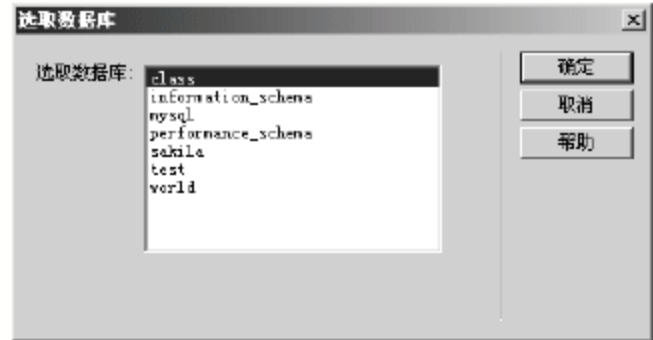 选取数据库
选取数据库:
class
information_schema
mysql
performance_schema
sakila
test
world
确定
取消
帮助